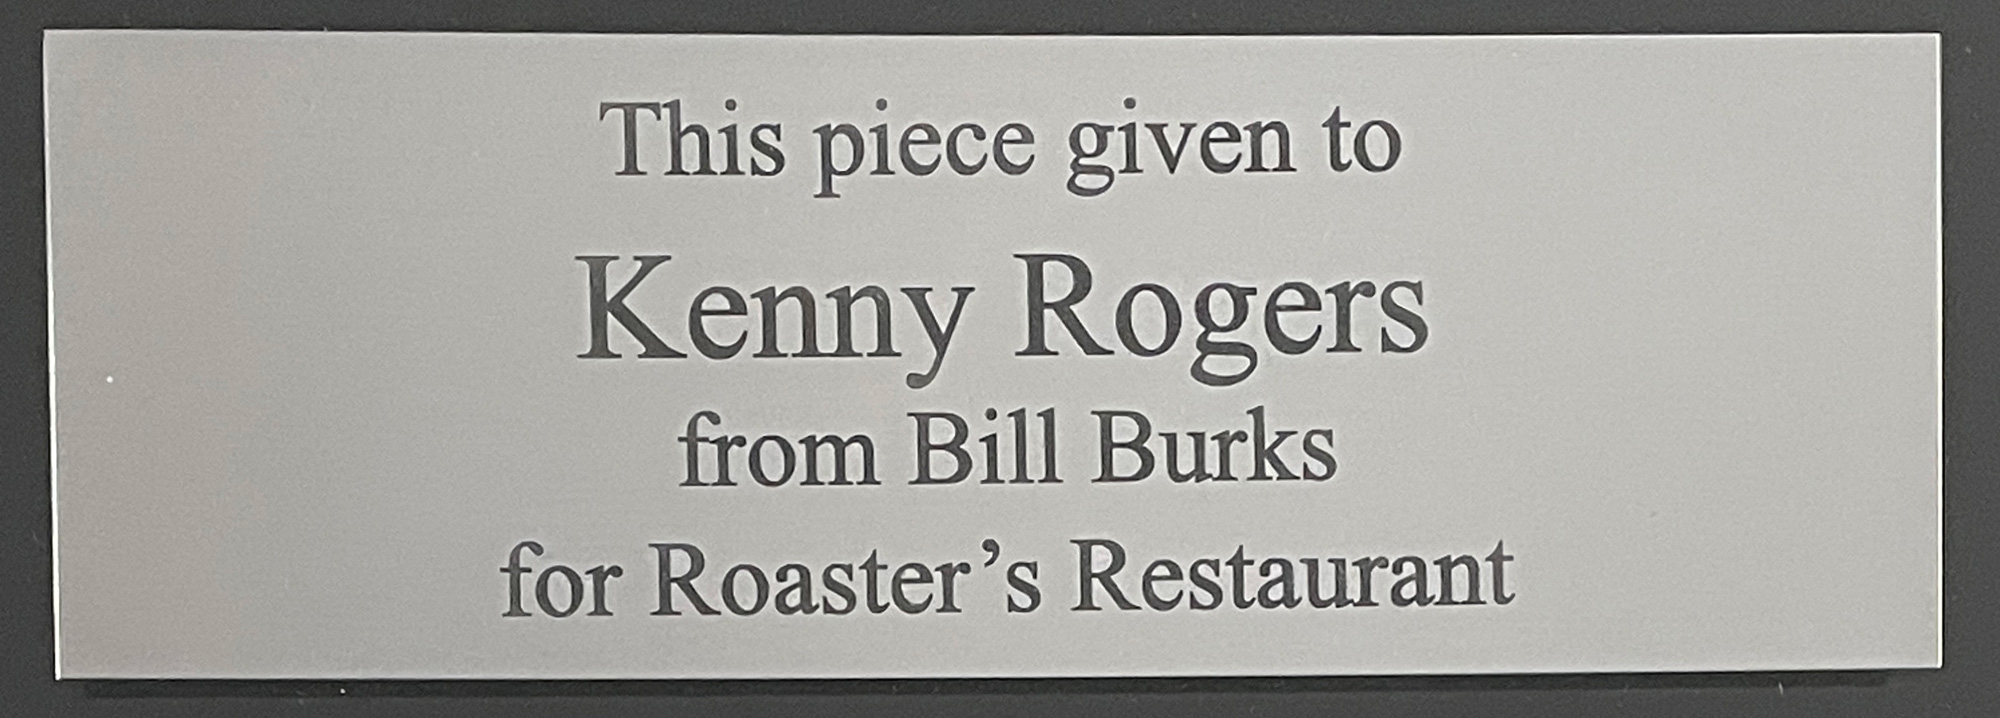 This piece given to
Kenny Rogers
from Bill Burks
for Roaster’s Restaurant